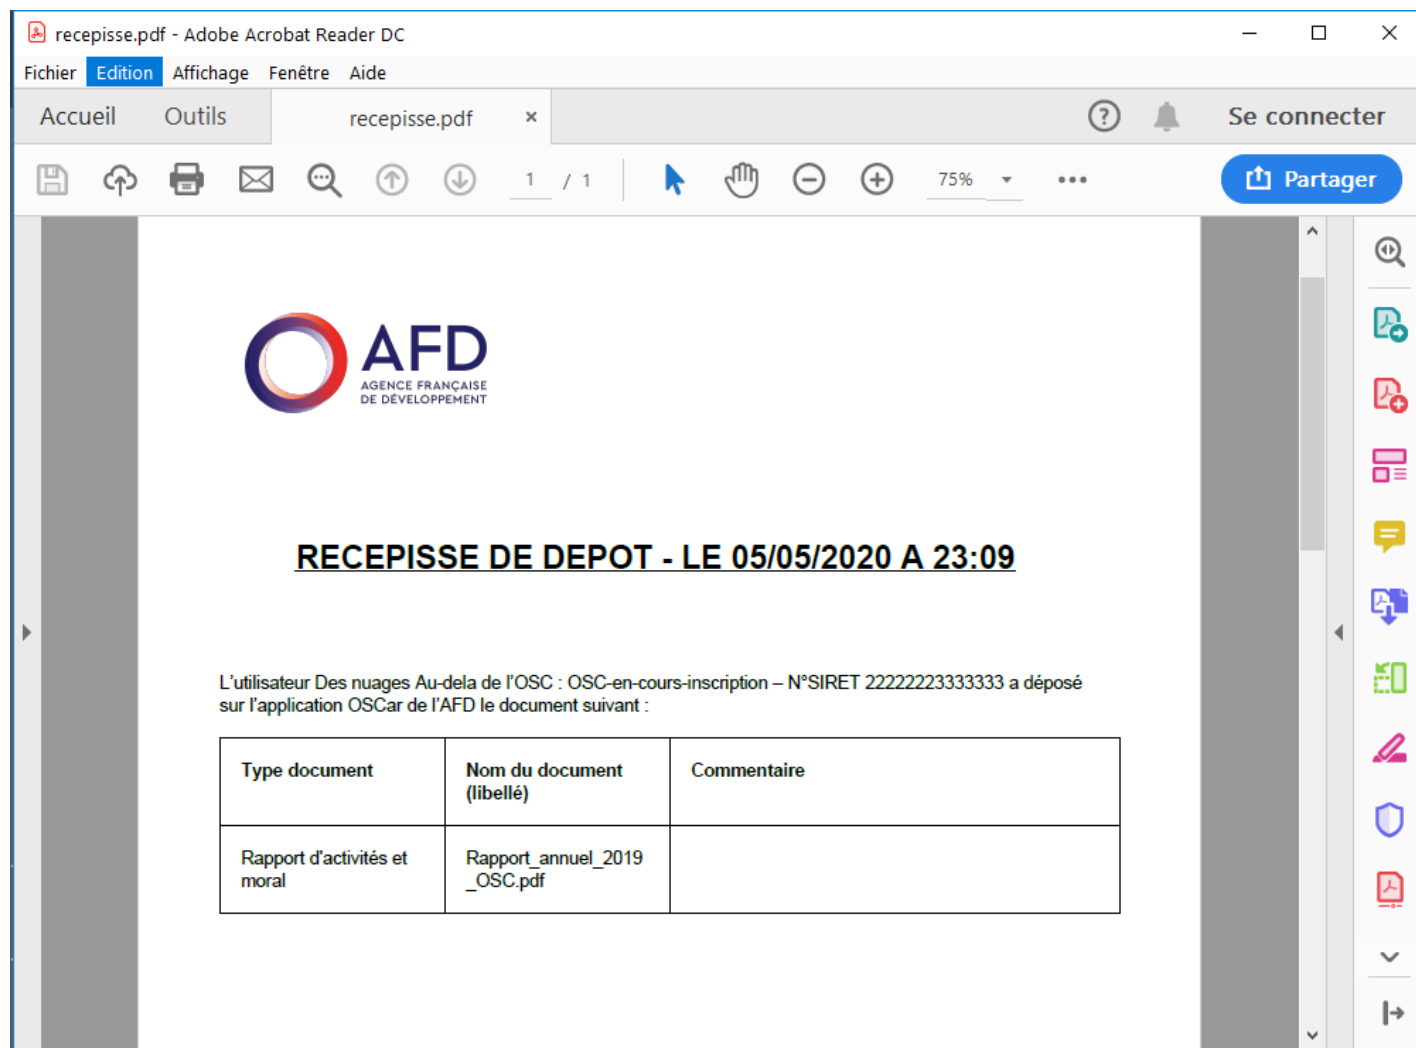 recepisse.pdf - Adobe Acrobat Reader DC
Fichier Edition Affichage Fenêtre Aide
Accueil Outils recepisse.pdf × Se connecter
1 / 1 75% Partager
AFD
AGENCE FRANÇAISE
DE DÉVELOPPEMENT
RECEPISSE DE DEPOT - LE 05/05/2020 A 23:09
L'utilisateur Des nuages Au-dela de l'OSC : OSC-en-cours-inscription – N°SIRET 22222223333333 a déposé
sur l'application OSCar de l'AFD le document suivant :
Type document Nom du document Commentaire
(libellé)
Rapport d'activités et Rapport_annuel_2019
moral _OSC.pdf